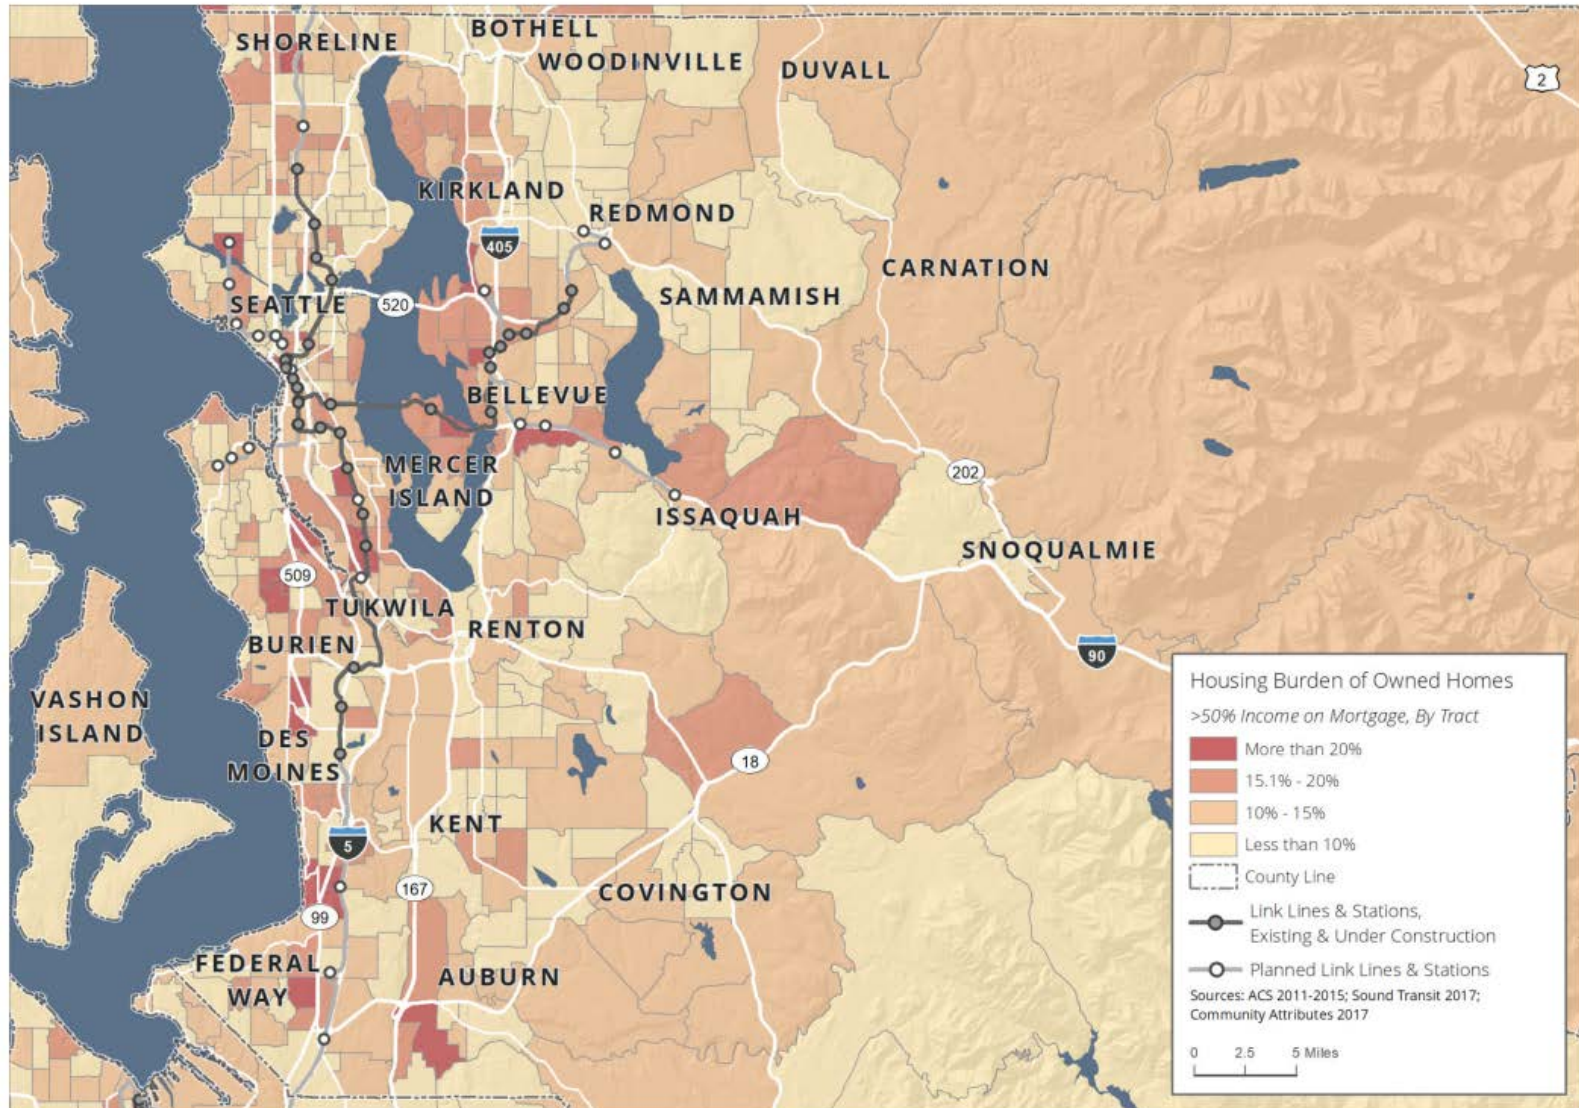 SHORELINE
BOTHELL
WOODINVILLE
DUVALL
2
KIRKLAND
REDMOND
405
CARNATION
SEATTLE
520
SAMMAMISH
BELLEVUE
MERCER
ISLAND
202
ISSAQUAH
SNOQUALMIE
509
TUKWILA
RENTON
BURIEN
90
VASHON
ISLAND
DES
MOINES
18
KENT
5
167
COVINGTON
99
FEDERAL
WAY
AUBURN
Housing Burden of Owned Homes
>50% Income on Mortgage, By Tract
More than 20%
15.1% - 20%
10% - 15%
Less than 10%
County Line
Link Lines & Stations,
Existing & Under Construction
Planned Link Lines & Stations
Sources: ACS 2011-2015; Sound Transit 2017;
Community Attributes 2017
0 2.5 5 Miles